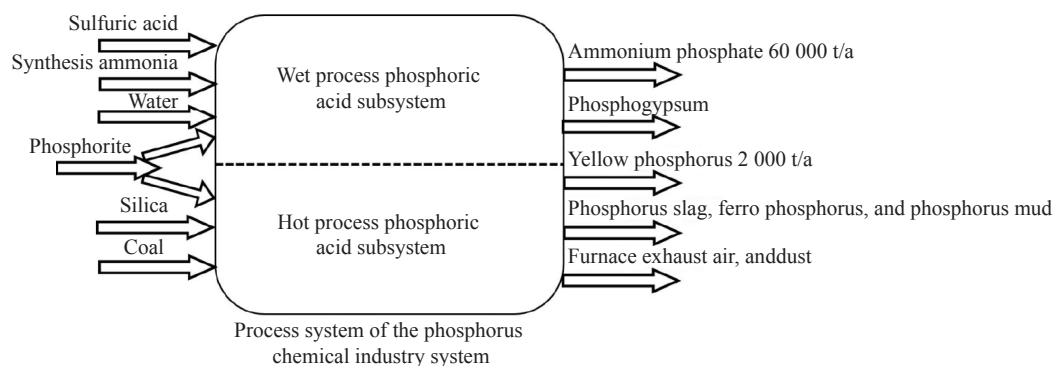 Sulfuric acid
Synthesis ammonia
Water
Phosphorite
Silica
Coal
Wet process phosphoric
acid subsystem
Hot process phosphoric
acid subsystem
Ammonium phosphate 60 000 t/a
Phosphogypsum
Yellow phosphorus 2 000 t/a
Phosphorus slag, ferro phosphorus, and phosphorus mud
Furnace exhaust air, anddust
Process system of the phosphorus
chemical industry system